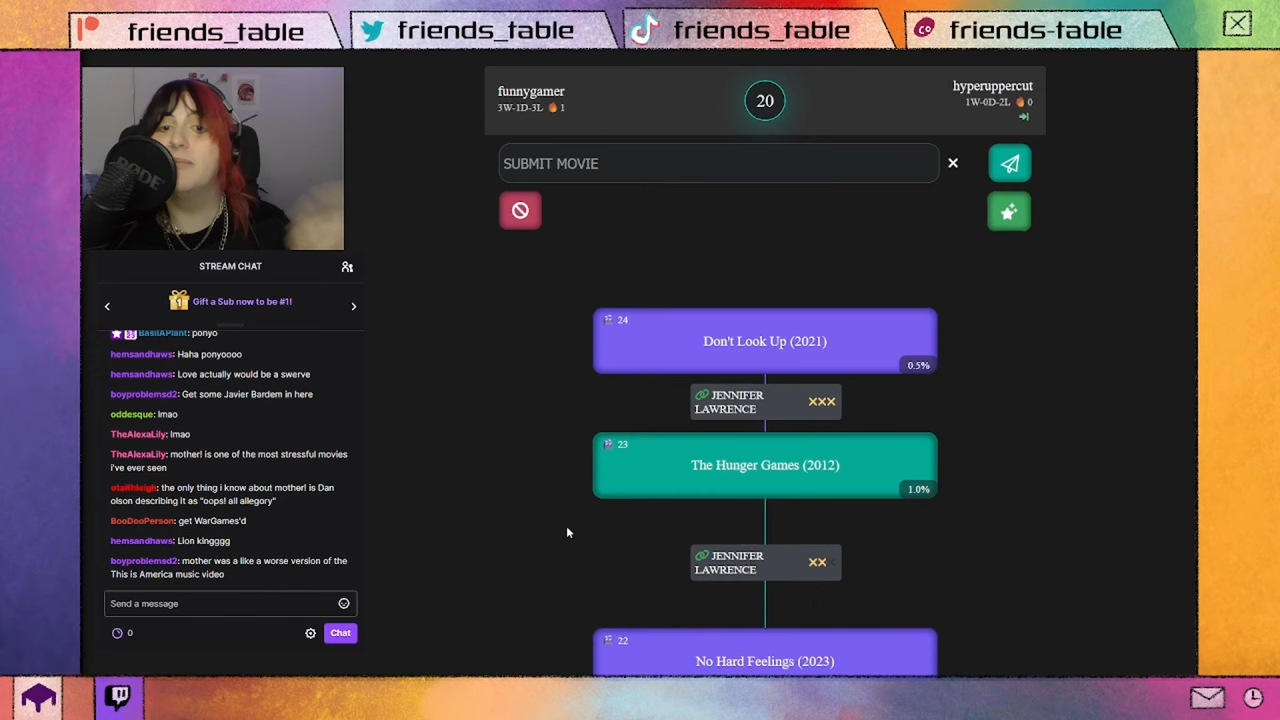 friends_table
friends_table
friends_table
friends-table
RØDE
funnygamer
3W-1D-3L 🔥 1
20
hyperuppercut
1W-0D-2L 🔥 0
SUBMIT MOVIE
STREAM CHAT
Gift a Sub now to be #1!
BasilAPlant: ponyo
hemsandhaws: Haha ponyoooo
hemsandhaws: Love actually would be a swerve
boyproblemsd2: Get some Javier Bardem in here
oddesque: lmao
TheAlexaLily: lmao
TheAlexaLily: mother! is one of the most stressful movies
i've ever seen
the only thing i know about mother! is Dan
olson describing it as "oops! all allegory"
BooDooPerson: get WarGames'd
hemsandhaws: Lion kingggg
boyproblemsd2: mother was a like a worse version of the
This is America music video
Send a message
0
Chat
24
Don't Look Up (2021)
0.5%
JENNIFER
LAWRENCE
23
The Hunger Games (2012)
1.0%
JENNIFER
LAWRENCE
22
No Hard Feelings (2023)